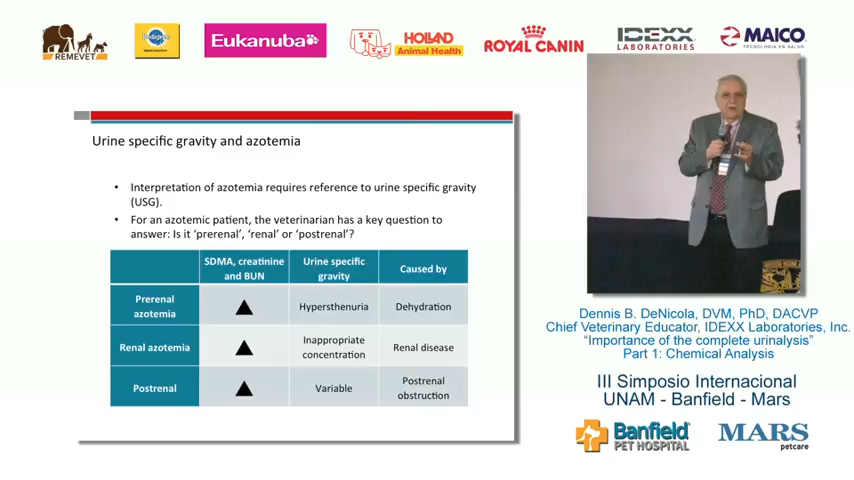 REMEVET
Pedigree
Eukanuba
HOLLAND
Animal Health
ROYAL CANIN
IDEXX
LABORATORIES
MAICO
TECNOLOGÍA EN SALUD
Urine specific gravity and azotemia
• Interpretation of azotemia requires reference to urine specific gravity
(USG).
• For an azotemic patient, the veterinarian has a key question to
answer: Is it ‘prerenal’, ‘renal’ or ‘postrenal’?
SDMA, creatinine
and BUN
Urine specific
gravity
Caused by
Prerenal
azotemia
Hypersthenuria
Dehydration
Renal azotemia
Inappropriate
concentration
Renal disease
Postrenal
Variable
Postrenal
obstruction
Dennis B. DeNicola, DVM, PhD, DACVP
Chief Veterinary Educator, IDEXX Laboratories, Inc.
“Importance of the complete urinalysis”
Part 1: Chemical Analysis
III Simposio Internacional
UNAM - Banfield - Mars
Banfield
PET HOSPITAL
MARS
petcare